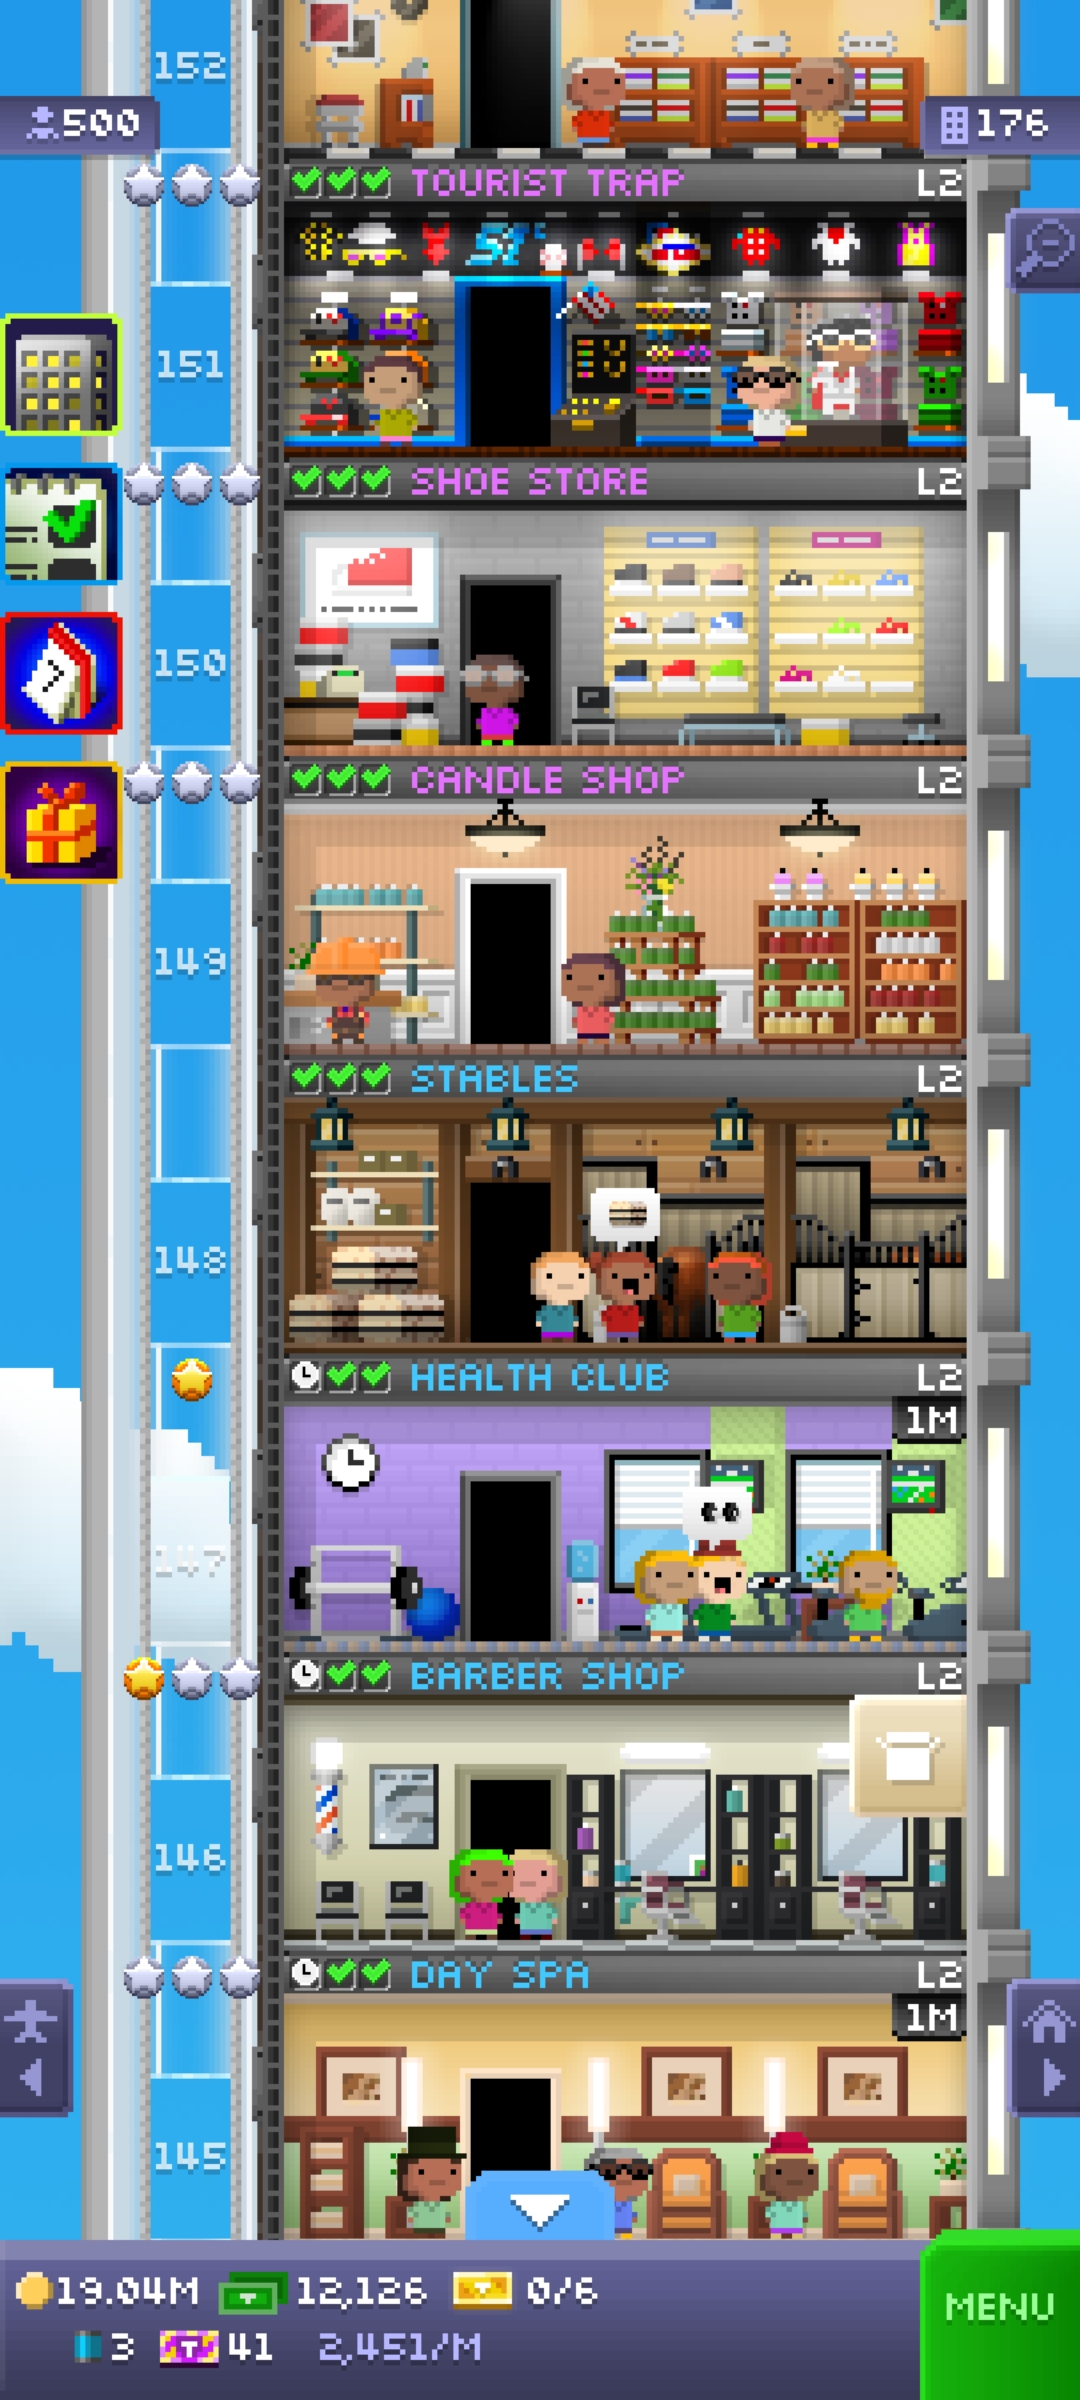 152
500
176
TOURIST TRAP L2
151
SHOE STORE L2
150
CANDLE SHOP L2
149
STABLES L2
148
HEALTH CLUB L2
1M
147
BARBER SHOP L2
146
DAY SPA L2
1M
145
19.04M 12,126 0/6
3 T 41 2,451/M
MENU